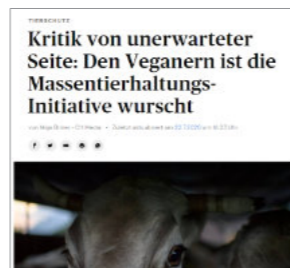 TIERSCHUTZ
Kritik von unerwarteter
Seite: Den Veganern ist die
Massentierhaltungs-
Initiative wurscht